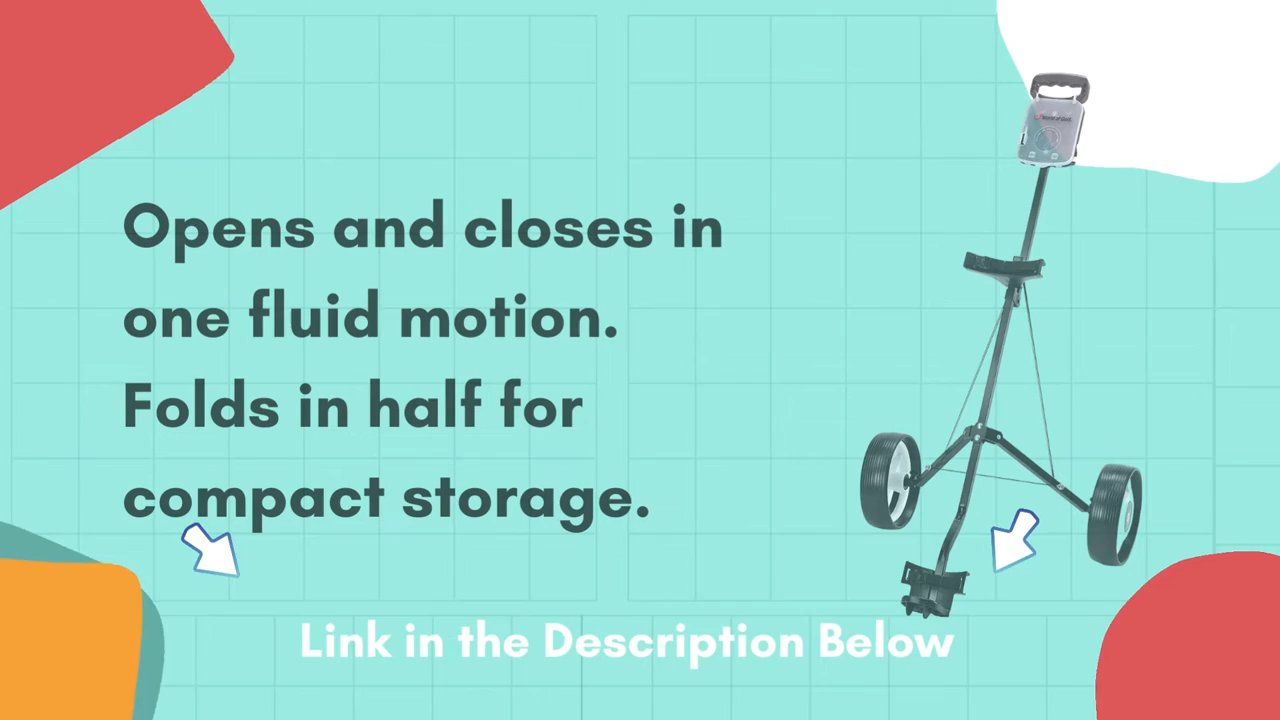 Opens and closes in
one fluid motion.
Folds in half for
compact storage.
Link in the Description Below